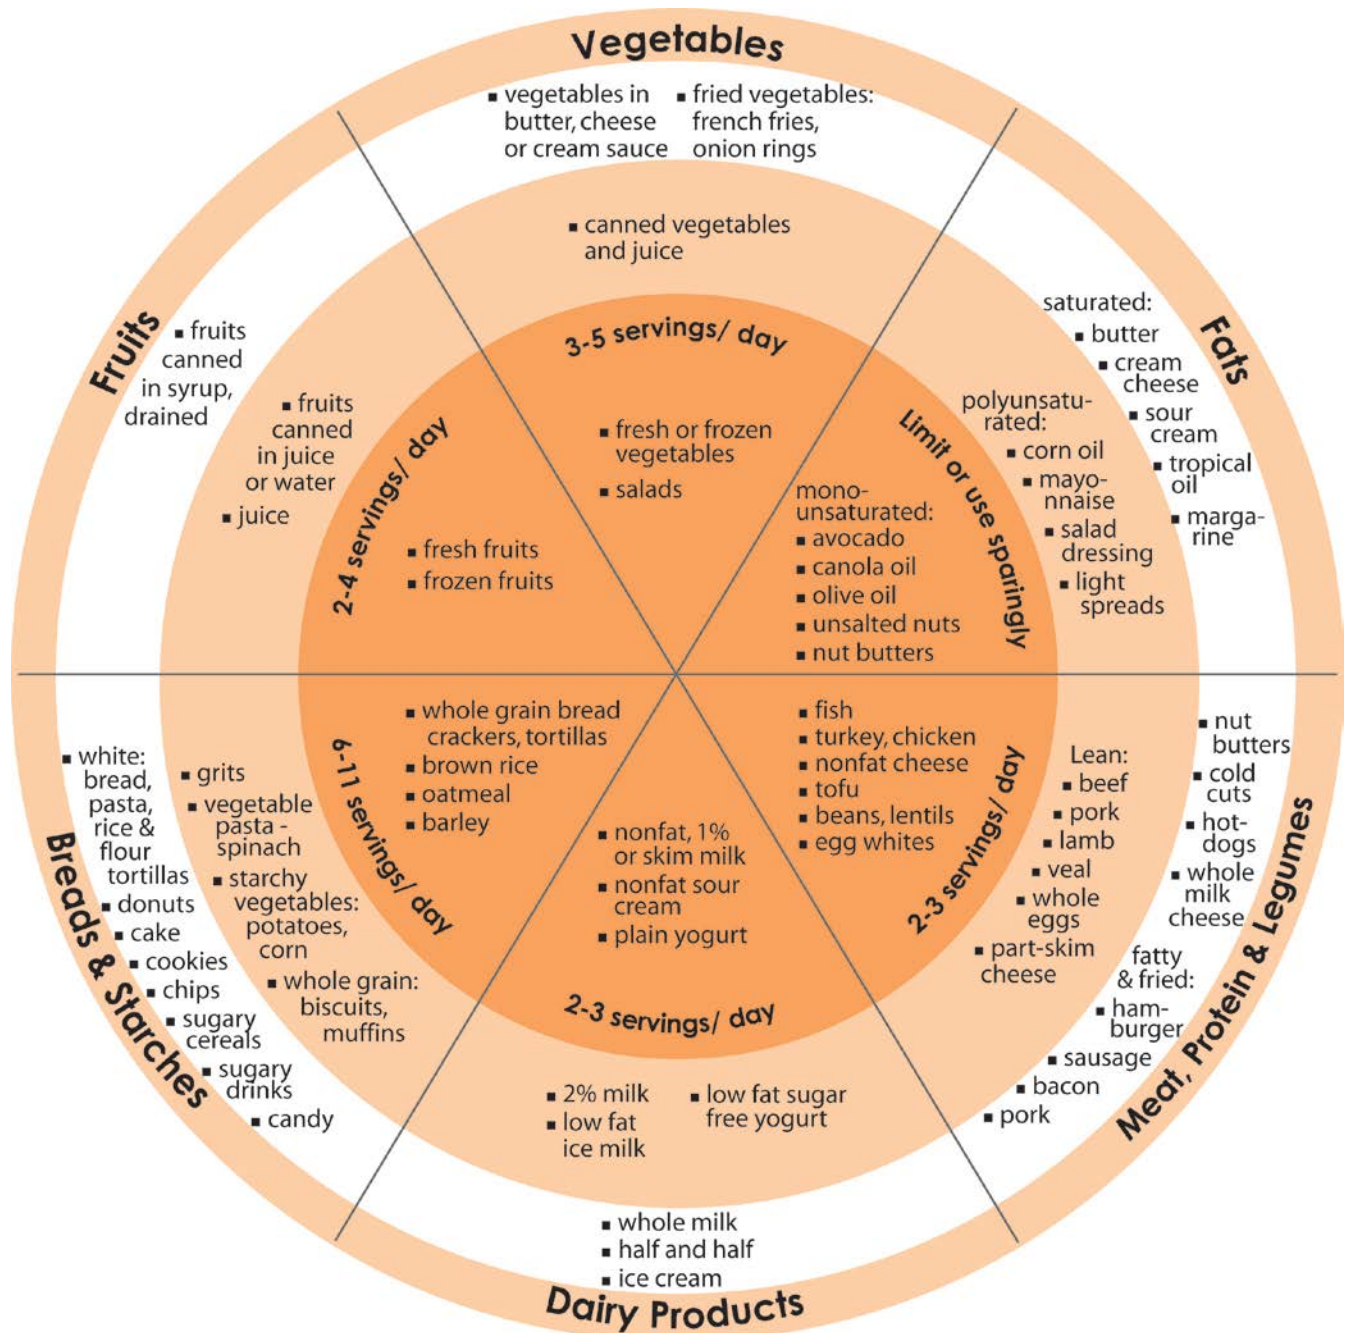 Vegetables
▪ vegetables in
butter, cheese
or cream sauce
▪ fried vegetables:
french fries,
onion rings
▪ canned vegetables
and juice
3-5 servings/ day
▪ fresh or frozen
vegetables
▪ salads
Fats
saturated:
▪ butter
▪ cream
cheese
▪ sour
cream
▪ tropical
oil
▪ marga-
rine
polyunsatu-
rated:
▪ corn oil
▪ mayo-
nnaise
▪ salad
dressing
▪ light
spreads
Limit or use sparingly
mono-
unsaturated:
▪ avocado
▪ canola oil
▪ olive oil
▪ unsalted nuts
▪ nut butters
Meat, Protein & Legumes
▪ nut
butters
▪ cold
cuts
▪ hot-
dogs
▪ whole
milk
cheese
fatty
& fried:
▪ ham-
burger
▪ sausage
▪ bacon
▪ pork
Lean:
▪ beef
▪ pork
▪ lamb
▪ veal
▪ whole
eggs
▪ part-skim
cheese
2-3 servings/ day
▪ fish
▪ turkey, chicken
▪ nonfat cheese
▪ tofu
▪ beans, lentils
▪ egg whites
Dairy Products
▪ whole milk
▪ half and half
▪ ice cream
▪ 2% milk
▪ low fat
ice milk
▪ low fat sugar
free yogurt
2-3 servings/ day
▪ nonfat, 1%
or skim milk
▪ nonfat sour
cream
▪ plain yogurt
Breads & Starches
▪ white:
bread,
pasta,
rice &
flour
tortillas
▪ donuts
▪ cake
▪ cookies
▪ chips
▪ sugary
cereals
▪ sugary
drinks
▪ candy
▪ grits
▪ vegetable
pasta -
spinach
▪ starchy
vegetables:
potatoes,
corn
▪ whole grain:
biscuits,
muffins
6-11 servings/ day
▪ whole grain bread
crackers, tortillas
▪ brown rice
▪ oatmeal
▪ barley
Fruits
▪ fruits
canned
in syrup,
drained
▪ fruits
canned
in juice
or water
▪ juice
2-4 servings/ day
▪ fresh fruits
▪ frozen fruits